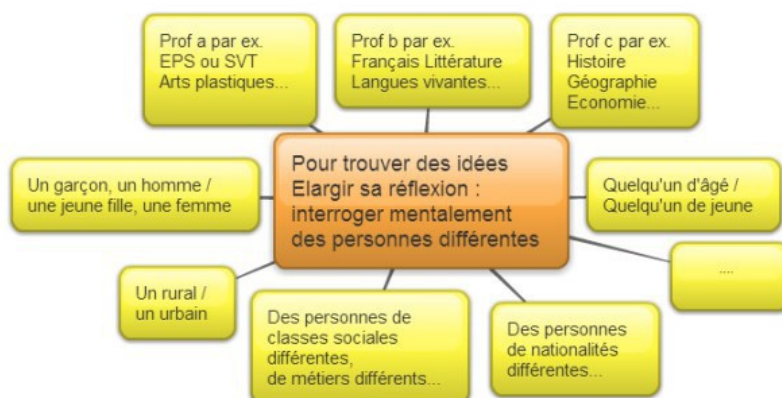 Prof a par ex.
EPS ou SVT
Arts plastiques...
Prof b par ex.
Français Littérature
Langues vivantes...
Prof c par ex.
Histoire
Géographie
Economie...
Pour trouver des idées
Elargir sa réflexion :
interroger mentalement
des personnes différentes
Un garçon, un homme /
une jeune fille, une femme
Quelqu'un d'âgé /
Quelqu'un de jeune
....
Un rural /
un urbain
Des personnes de
classes sociales
différentes,
de métiers différents...
Des personnes
de nationalités
différentes...